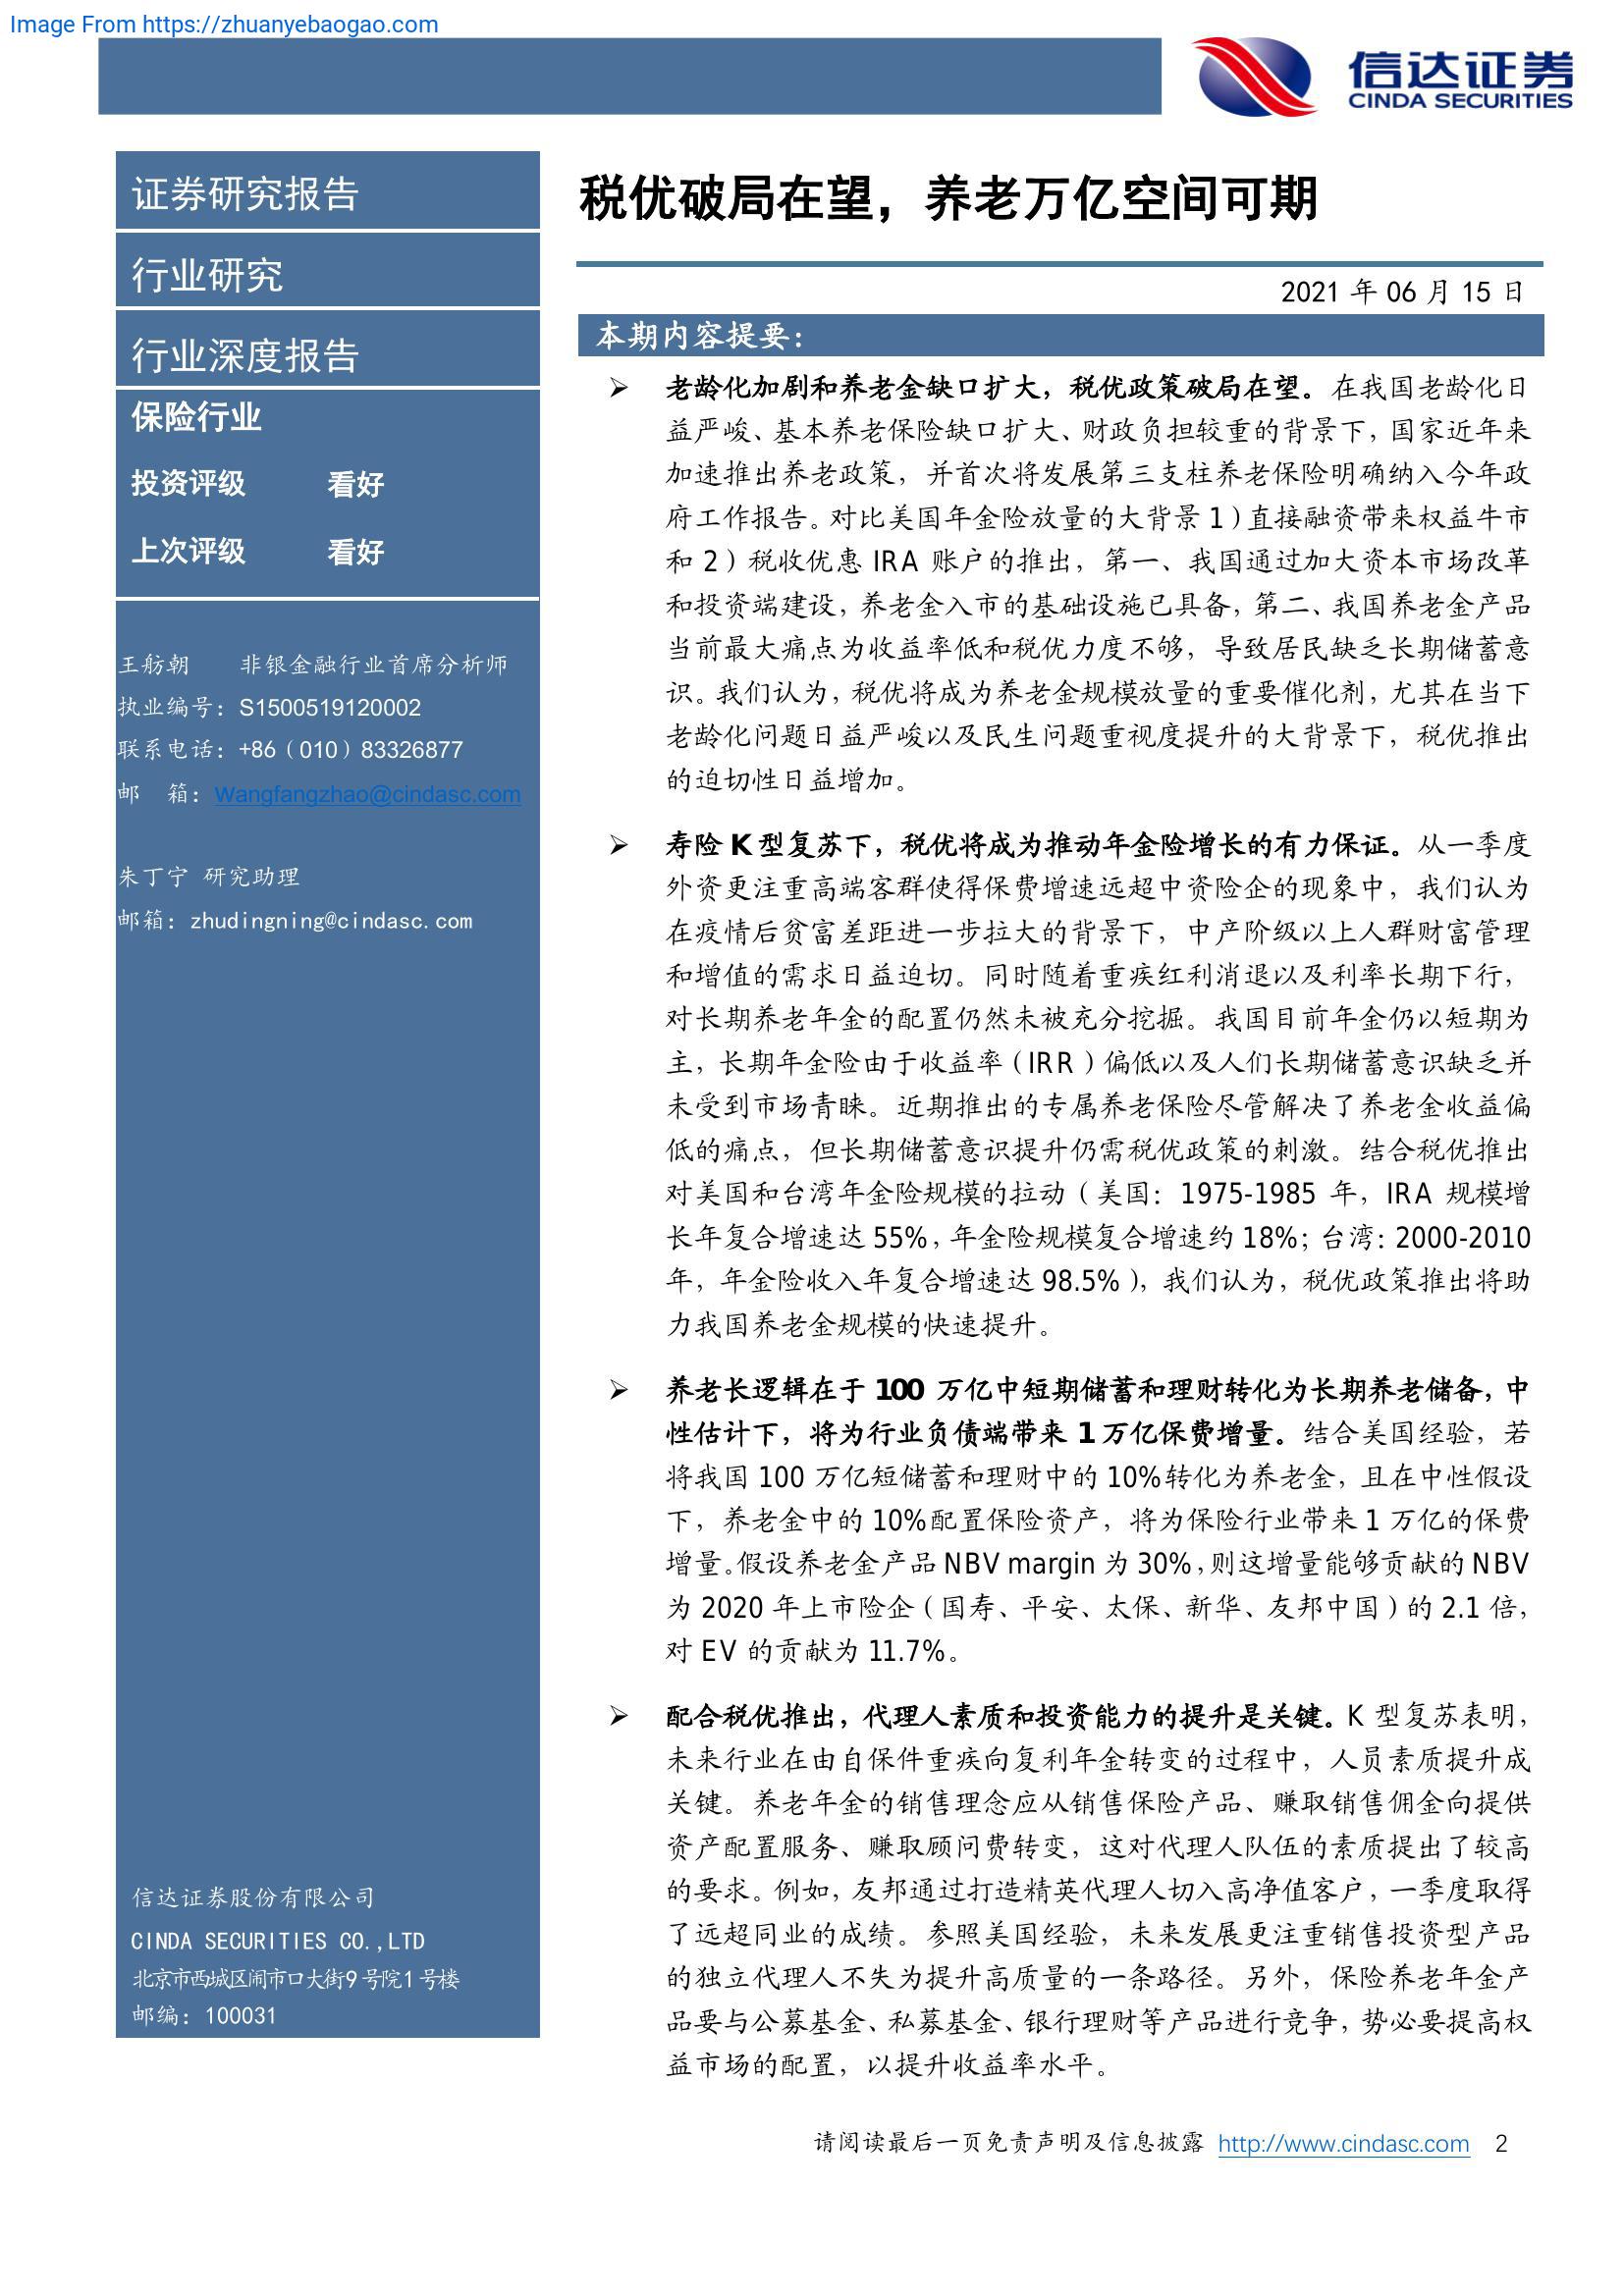 Image From https://zhuanyebaogao.com
信达证券
CINDA SECURITIES
证券研究报告
行业研究
行业深度报告
保险行业
投资评级 看好
上次评级 看好
王舫朝 非银金融行业首席分析师
执业编号：S1500519120002
联系电话：+86（010）83326877
邮 箱：Wangfangzhao@cindasc.com
朱丁宁 研究助理
邮箱：zhudingning@cindasc.com
信达证券股份有限公司
CINDA SECURITIES CO.,LTD
北京市西城区闹市口大街9号院1号楼
邮编：100031
税优破局在望，养老万亿空间可期
2021 年 06 月 15 日
本期内容提要：
➢ 老龄化加剧和养老金缺口扩大，税优政策破局在望。在我国老龄化日
益严峻、基本养老保险缺口扩大、财政负担较重的背景下，国家近年来
加速推出养老政策，并首次将发展第三支柱养老保险明确纳入今年政
府工作报告。对比美国年金险放量的大背景 1）直接融资带来权益牛市
和 2）税收优惠 IRA 账户的推出，第一、我国通过加大资本市场改革
和投资端建设，养老金入市的基础设施已具备，第二、我国养老金产品
当前最大痛点为收益率低和税优力度不够，导致居民缺乏长期储蓄意
识。我们认为，税优将成为养老金规模放量的重要催化剂，尤其在当下
老龄化问题日益严峻以及民生问题重视度提升的大背景下，税优推出
的迫切性日益增加。
➢ 寿险 K 型复苏下，税优将成为推动年金险增长的有力保证。从一季度
外资更注重高端客群使得保费增速远超中资险企的现象中，我们认为
在疫情后贫富差距进一步拉大的背景下，中产阶级以上人群财富管理
和增值的需求日益迫切。同时随着重疾红利消退以及利率长期下行，
对长期养老年金的配置仍然未被充分挖掘。我国目前年金仍以短期为
主，长期年金险由于收益率（IRR）偏低以及人们长期储蓄意识缺乏并
未受到市场青睐。近期推出的专属养老保险尽管解决了养老金收益偏
低的痛点，但长期储蓄意识提升仍需税优政策的刺激。结合税优推出
对美国和台湾年金险规模的拉动（美国：1975-1985 年，IRA 规模增
长年复合增速达 55%，年金险规模复合增速约 18%；台湾：2000-2010
年，年金险收入年复合增速达 98.5%），我们认为，税优政策推出将助
力我国养老金规模的快速提升。
➢ 养老长逻辑在于 100 万亿中短期储蓄和理财转化为长期养老储备，中
性估计下，将为行业负债端带来 1 万亿保费增量。结合美国经验，若
将我国 100 万亿短储蓄和理财中的 10%转化为养老金，且在中性假设
下，养老金中的 10%配置保险资产，将为保险行业带来 1 万亿的保费
增量。假设养老金产品 NBV margin 为 30%，则这增量能够贡献的 NBV
为 2020 年上市险企（国寿、平安、太保、新华、友邦中国）的 2.1 倍，
对 EV 的贡献为 11.7%。
➢ 配合税优推出，代理人素质和投资能力的提升是关键。K 型复苏表明，
未来行业在由自保件重疾向复利年金转变的过程中，人员素质提升成
关键。养老年金的销售理念应从销售保险产品、赚取销售佣金向提供
资产配置服务、赚取顾问费转变，这对代理人队伍的素质提出了较高
的要求。例如，友邦通过打造精英代理人切入高净值客户，一季度取得
了远超同业的成绩。参照美国经验，未来发展更注重销售投资型产品
的独立代理人不失为提升高质量的一条路径。另外，保险养老年金产
品要与公募基金、私募基金、银行理财等产品进行竞争，势必要提高权
益市场的配置，以提升收益率水平。
请阅读最后一页免责声明及信息披露 http://www.cindasc.com 2